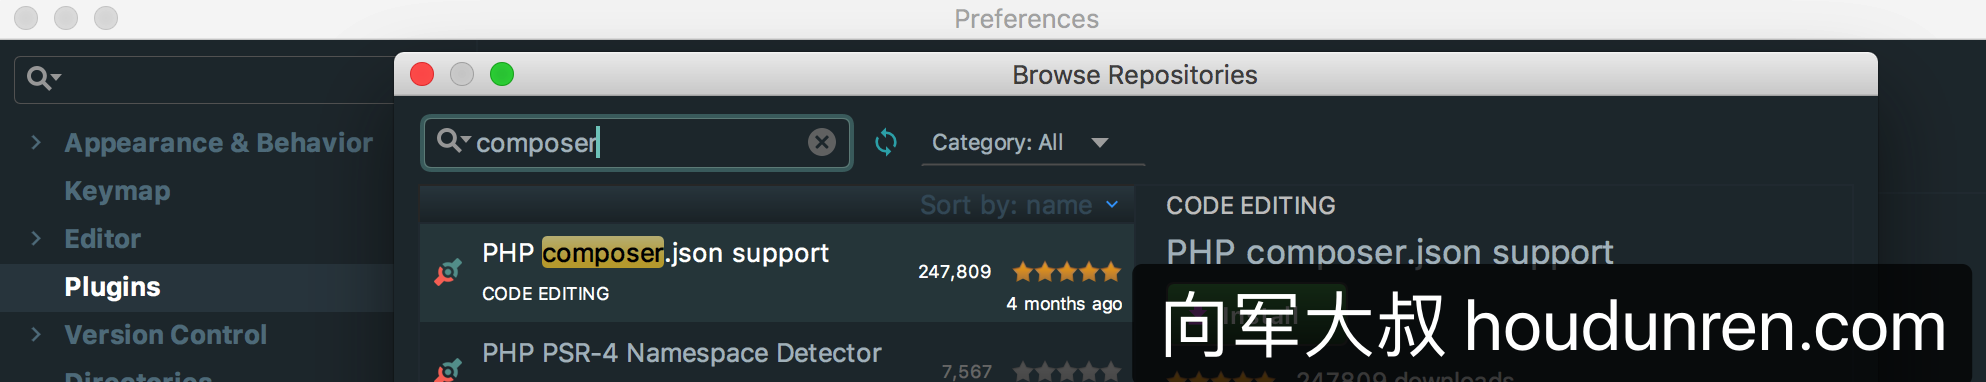 Preferences
Browse Repositories
composer
Category: All
Appearance & Behavior
Keymap
Editor
Plugins
Version Control
Directories
Sort by: name
PHP composer.json support
247,809
CODE EDITING
4 months ago
PHP PSR-4 Namespace Detector
7,567
CODE EDITING
PHP composer.json support
Install
向军大叔 houdunren.com
247809 downloads